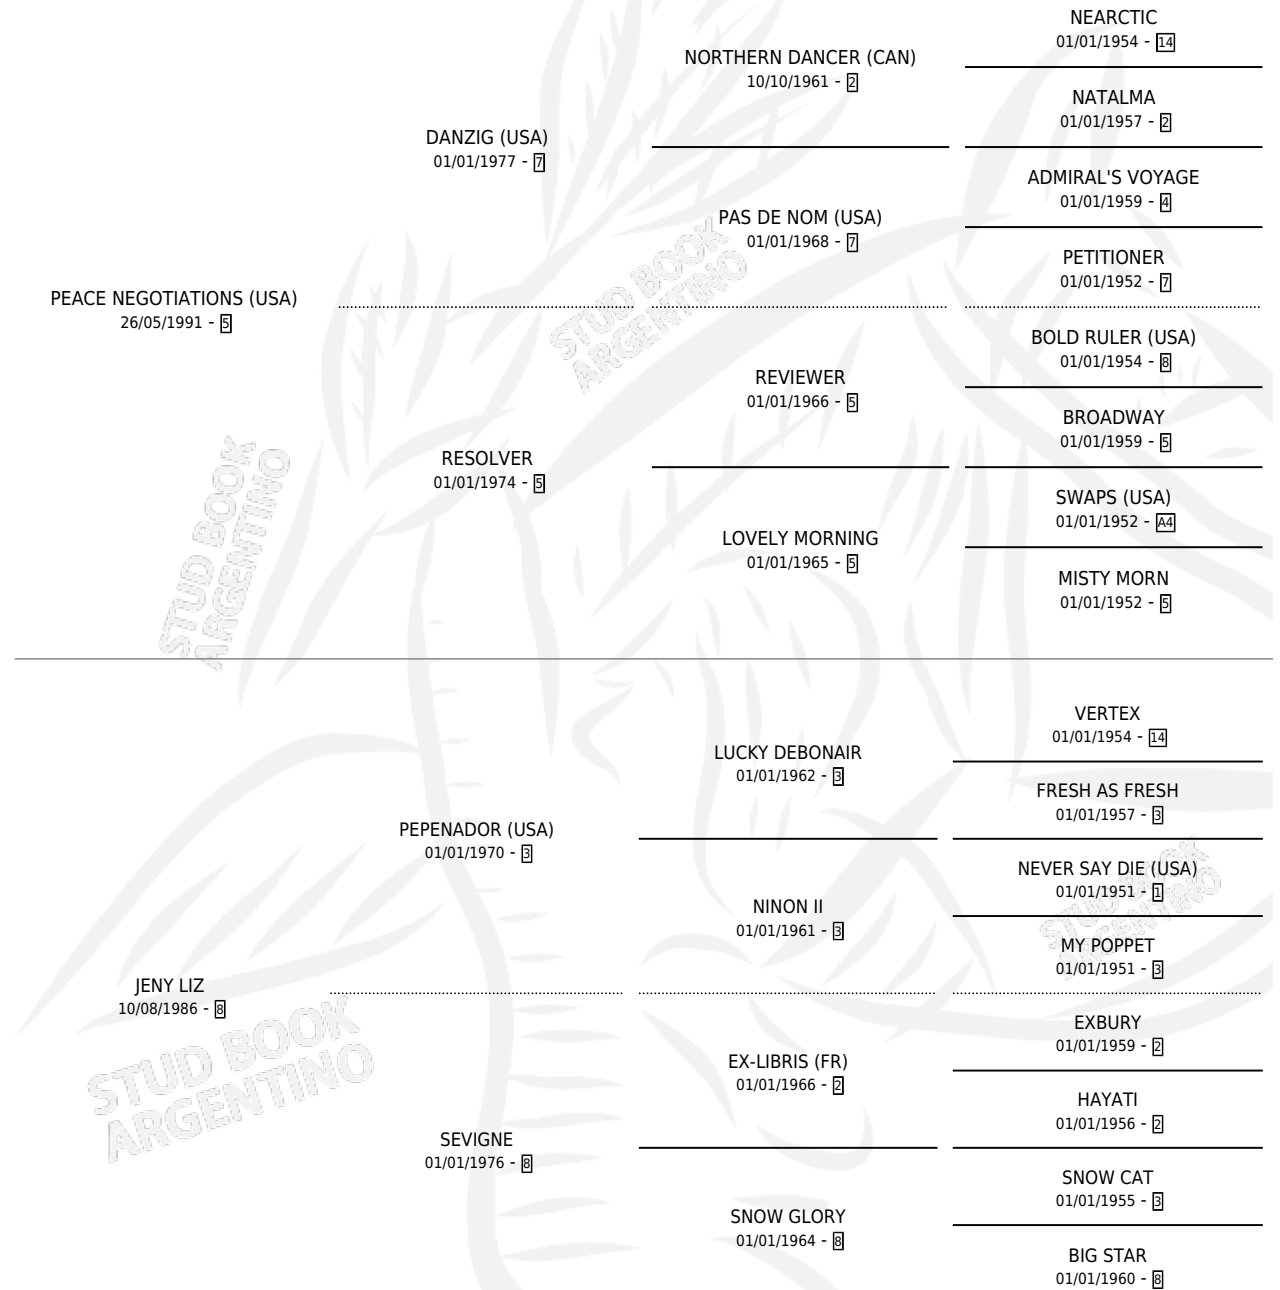 NEARCTIC
01/01/1954 - 14
NORTHERN DANCER (CAN)
10/10/1961 - 2
NATALMA
01/01/1957 - 2
DANZIG (USA)
01/01/1977 - 7
ADMIRAL'S VOYAGE
01/01/1959 - 4
PAS DE NOM (USA)
01/01/1968 - 7
PETITIONER
01/01/1952 - 7
PEACE NEGOTIATIONS (USA)
26/05/1991 - 5
BOLD RULER (USA)
01/01/1954 - 8
REVIEWER
01/01/1966 - 5
BROADWAY
01/01/1959 - 5
RESOLVER
01/01/1974 - 5
SWAPS (USA)
01/01/1952 - A4
LOVELY MORNING
01/01/1965 - 5
MISTY MORN
01/01/1952 - 5
VERTEX
01/01/1954 - 14
LUCKY DEBONAIR
01/01/1962 - 3
FRESH AS FRESH
01/01/1957 - 3
PEPENADOR (USA)
01/01/1970 - 3
NEVER SAY DIE (USA)
01/01/1951 - 1
NINON II
01/01/1961 - 3
MY POPPET
01/01/1951 - 3
JENY LIZ
10/08/1986 - 8
EXBURY
01/01/1959 - 2
EX-LIBRIS (FR)
01/01/1966 - 2
HAYATI
01/01/1956 - 2
SEVIGNE
01/01/1976 - 8
SNOW CAT
01/01/1955 - 3
SNOW GLORY
01/01/1964 - 8
BIG STAR
01/01/1960 - 8
STUD BOOK
ARGENTINO
STUD BOOK
ARGENTINO
STUD BOOK
ARGENTINO
STUD BOOK
ARGENTINO